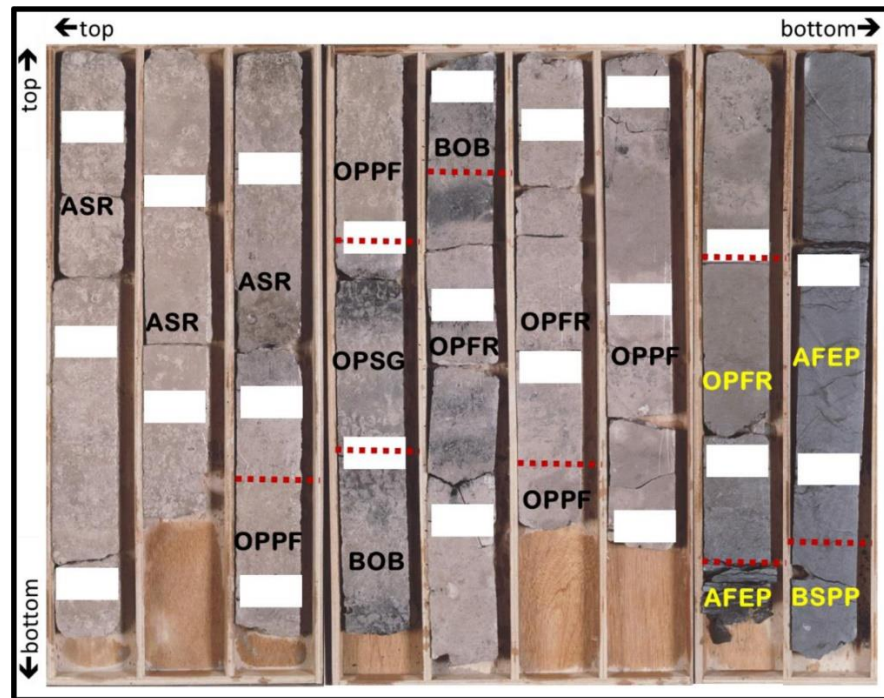 ←top
bottom→
top→
←bottom
ASR
ASR
ASR
OPPF
OPPF
OPSG
BOB
BOB
OPFR
OPFR
OPPF
OPPF
OPFR
AFEP
AFEP
BSPP